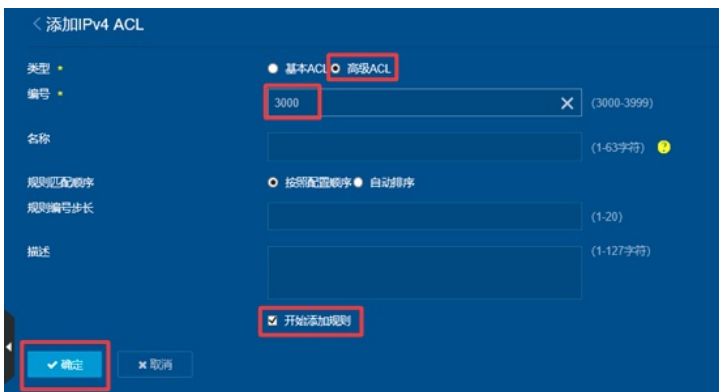 添加IPv4 ACL
类型 *
基本ACL 高级ACL
编号 *
3000 (3000-3999)
名称
(1-63字符) ?
规则匹配顺序
按照配置顺序 自动排序
规则编号步长
(1-20)
描述
(1-127字符)
开始添加规则
确定 取消